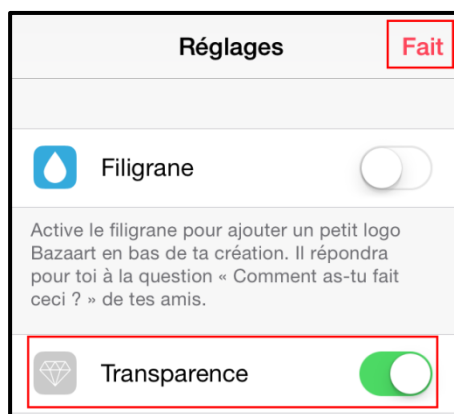 Réglages
Fait
Filigrane
Active le filigrane pour ajouter un petit logo
Bazaart en bas de ta création. Il répondra
pour toi à la question « Comment as-tu fait
ceci ? » de tes amis.
Transparence